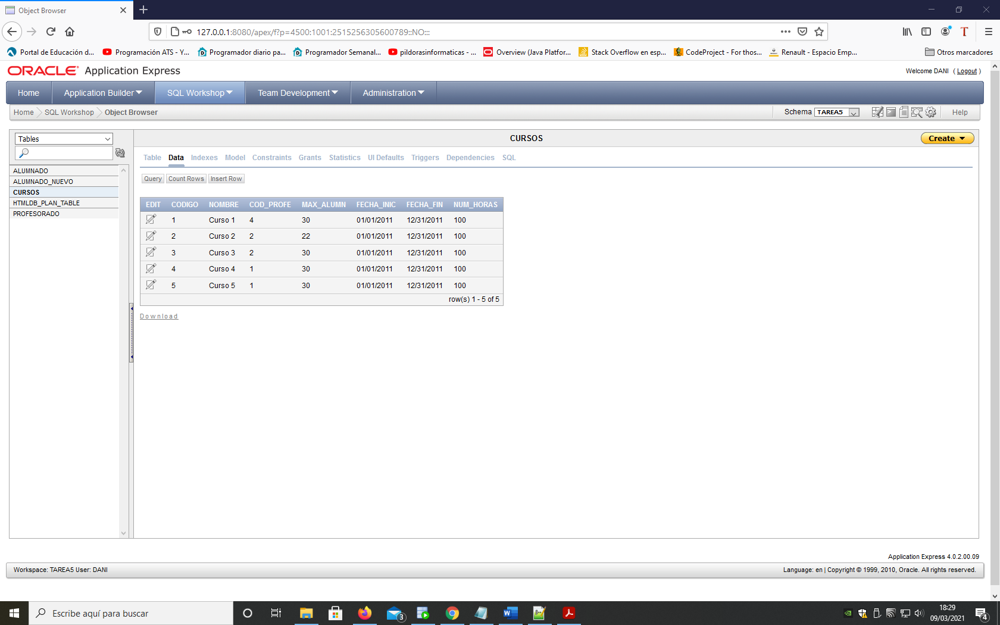 Object Browser
127.0.0.1:8080/apex/f?p=4500:1001:2515256305600789::NO:::
Portal de Educación d... Programación ATS - Y... Programador diario pa... Programador Semanal... pildorasinformaticas - ... Overview (Java Platfor... Stack Overflow en esp... CodeProject - For thos... Renault - Espacio Emp... Otros marcadores
ORACLE Application Express
Welcome DANI ( Logout )
Home Application Builder SQL Workshop Team Development Administration
Home SQL Workshop Object Browser Schema TAREA5 Help
Tables
CURSOS
Create
Table Data Indexes Model Constraints Grants Statistics UI Defaults Triggers Dependencies SQL
Query Count Rows Insert Row
ALUMNADO
ALUMNADO_NUEVO
CURSOS
HTMLDB_PLAN_TABLE
PROFESORADO
EDIT CODIGO NOMBRE COD_PROFE MAX_ALUMN FECHA_INIC FECHA_FIN NUM_HORAS
1 Curso 1 4 30 01/01/2011 12/31/2011 100
2 Curso 2 2 22 01/01/2011 12/31/2011 100
3 Curso 3 2 30 01/01/2011 12/31/2011 100
4 Curso 4 1 30 01/01/2011 12/31/2011 100
5 Curso 5 1 30 01/01/2011 12/31/2011 100
row(s) 1 - 5 of 5
Download
Application Express 4.0.2.00.09
Workspace: TAREA5 User: DANI
Language: en | Copyright © 1999, 2010, Oracle. All rights reserved.
Escribe aquí para buscar
3
18:29
09/03/2021
4